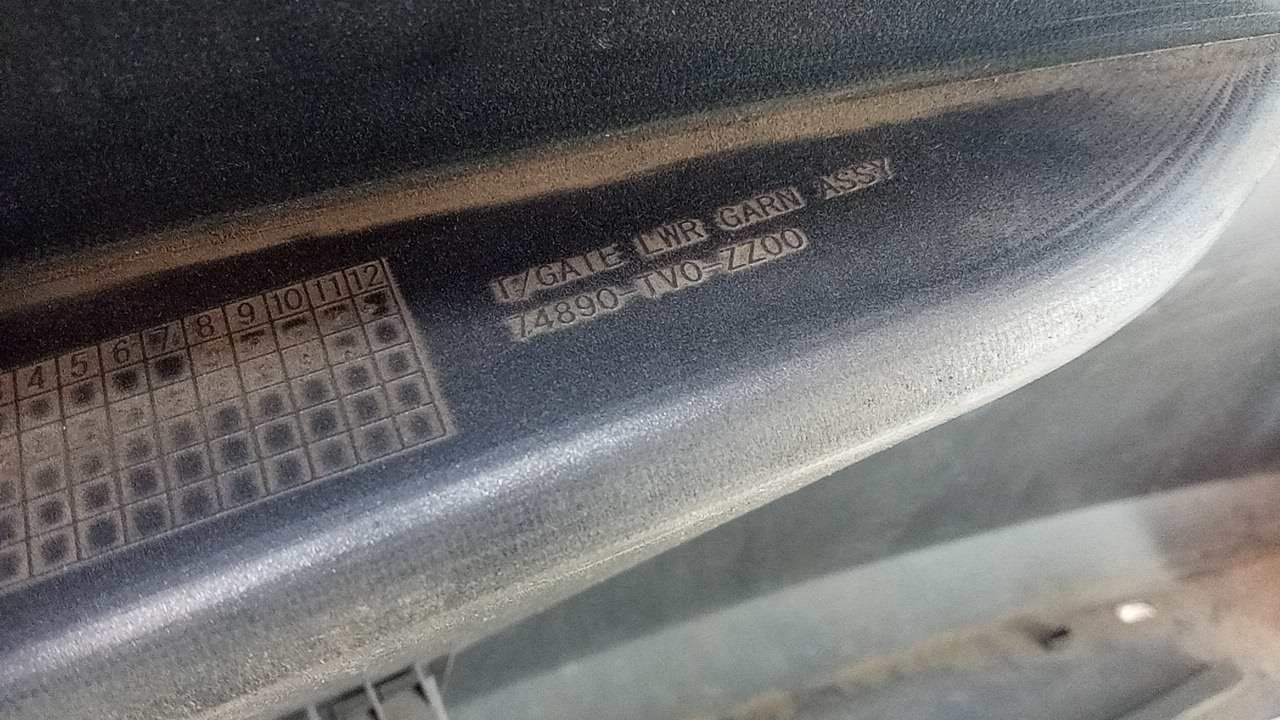 T/GATE LWR GARN ASSY
74890-TV0-ZZ00
4 5 6 7 8 9 10 11 12